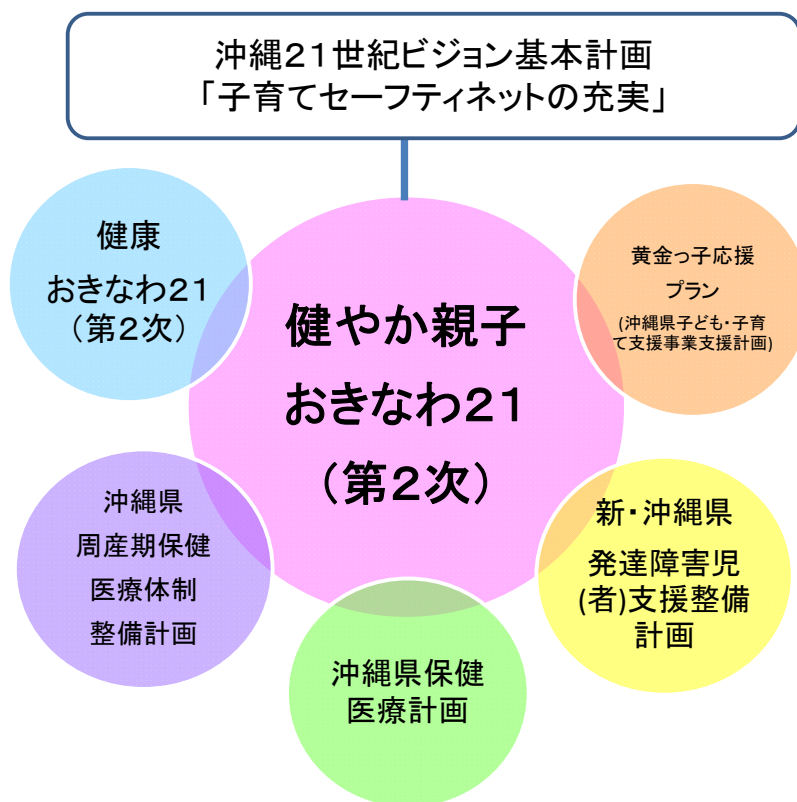 沖縄21世紀ビジョン基本計画
「子育てセーフティネットの充実」
健康
おきなわ21
(第2次)
黄金っ子応援
プラン
(沖縄県子ども・子育
て支援事業支援計画)
健やか親子
おきなわ21
(第2次)
沖縄県
周産期保健
医療体制
整備計画
新・沖縄県
発達障害児
(者)支援整備
計画
沖縄県保健
医療計画